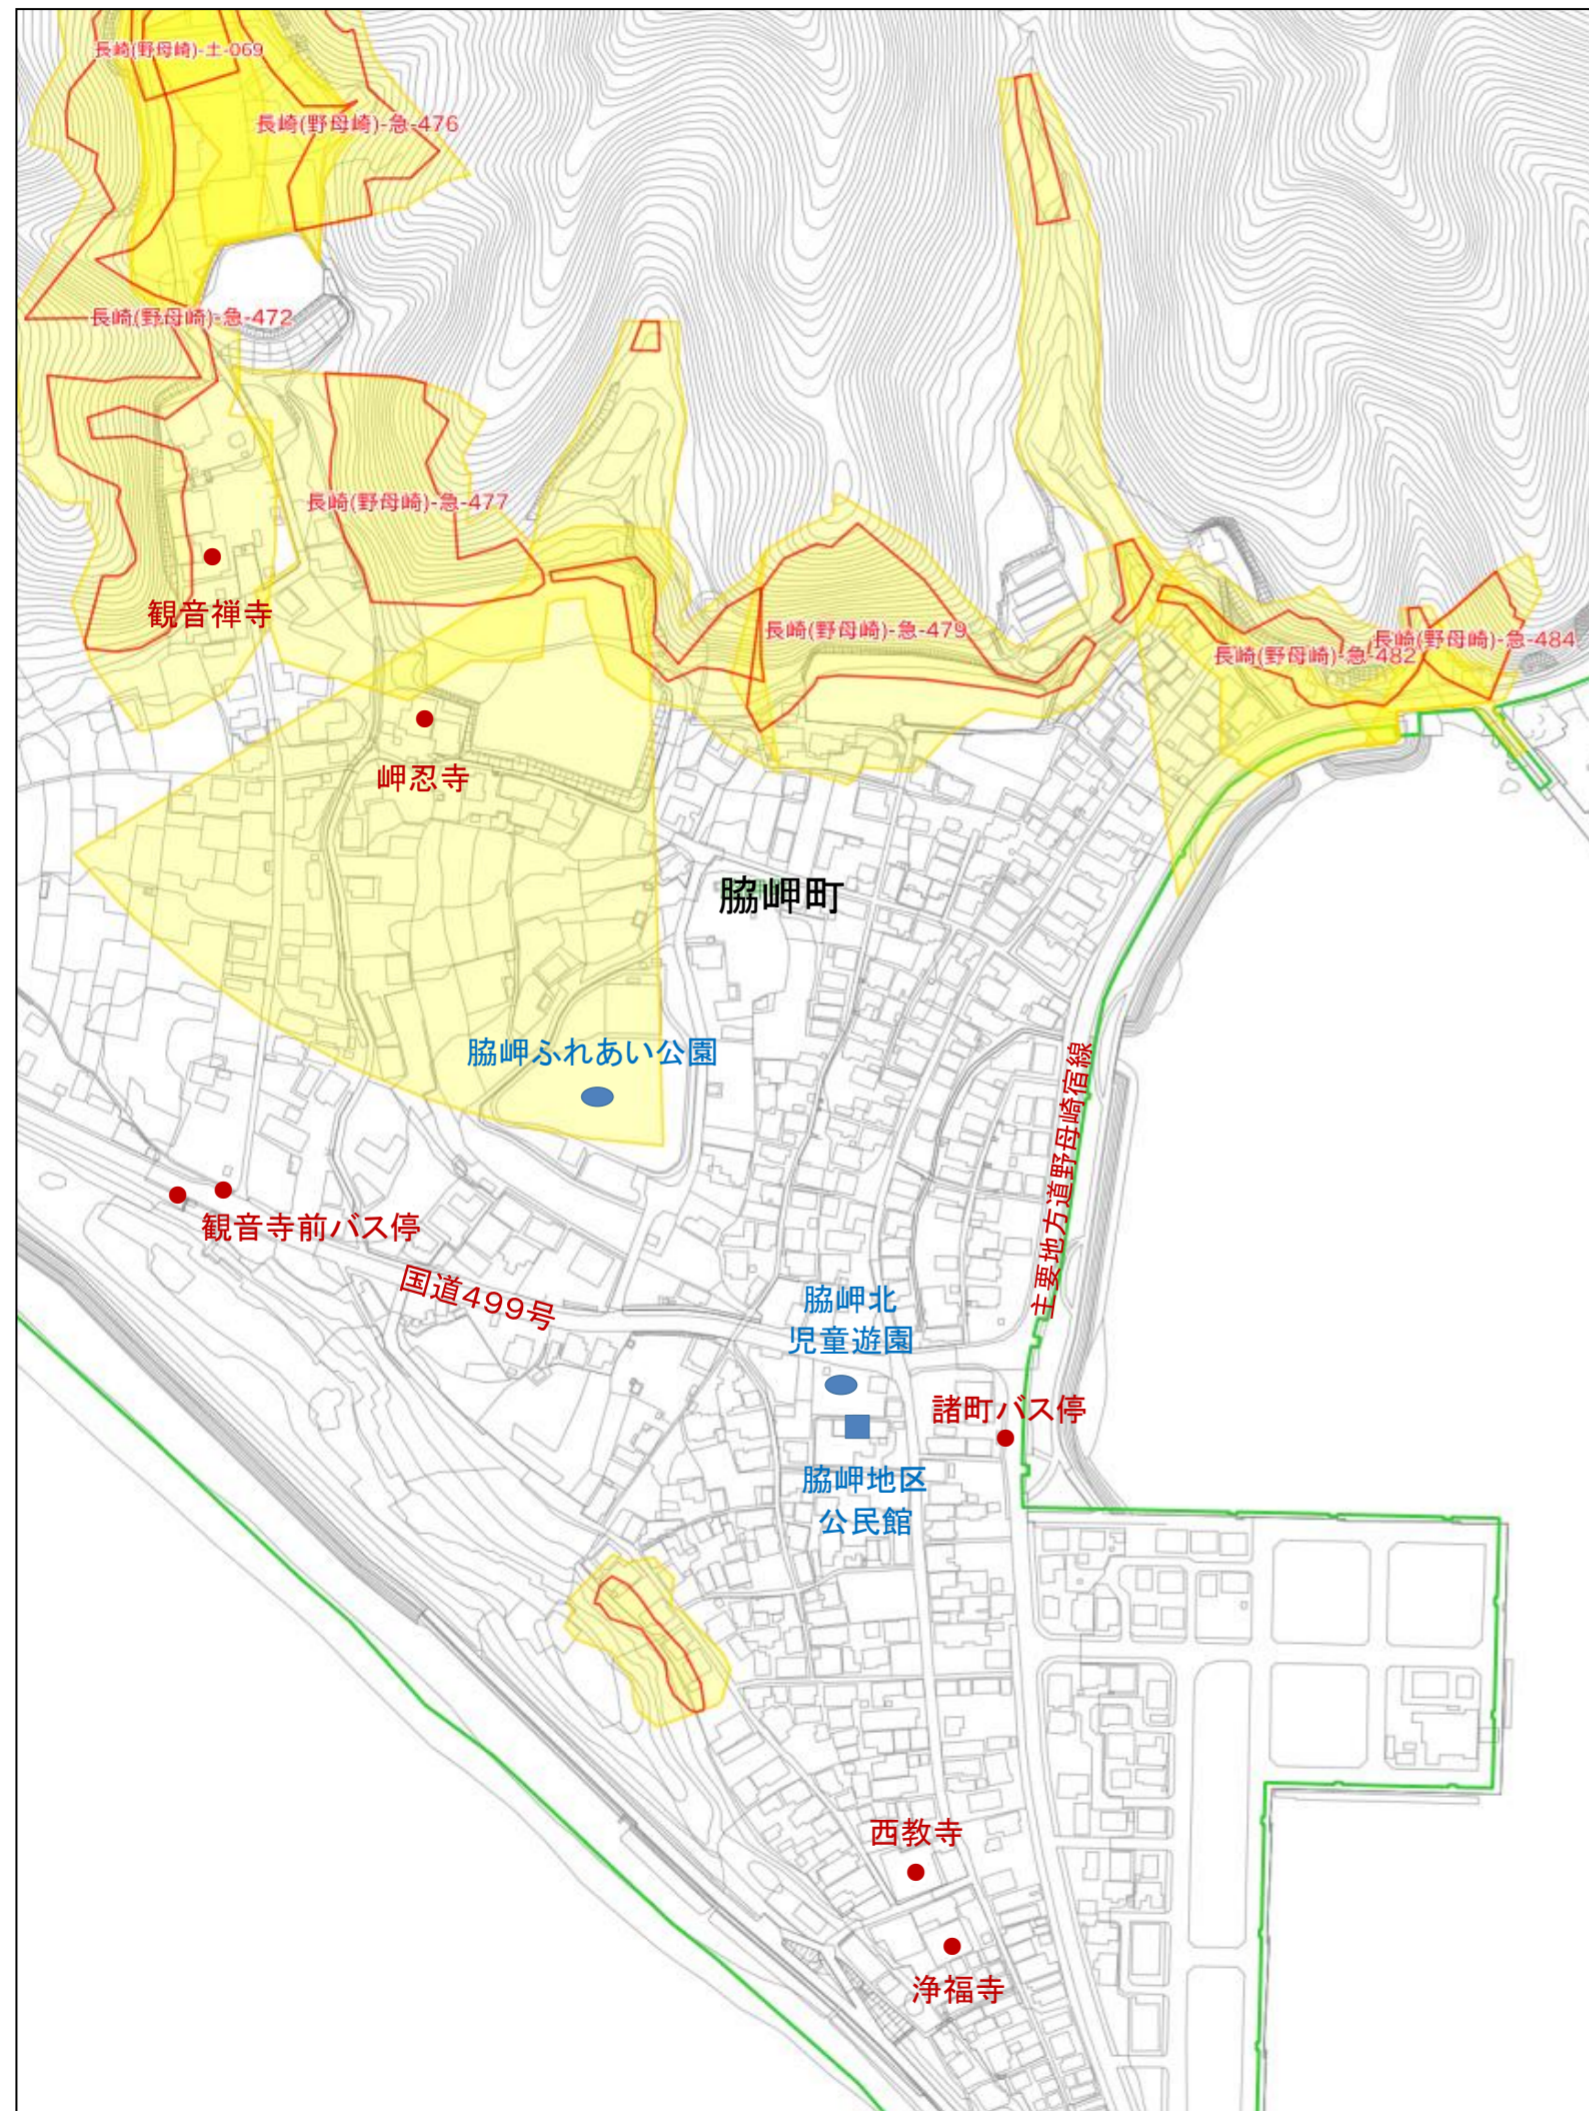 長崎(野母崎)-土-069
長崎(野母崎)-急-476
長崎(野母崎)-急-472
長崎(野母崎)-急-477
観音禅寺
長崎(野母崎)-急-479
長崎(野母崎)-急-482
長崎(野母崎)-急-484
岬忍寺
脇岬町
脇岬ふれあい公園
主要地方道野母崎宿線
観音寺前バス停
国道499号
脇岬北
児童遊園
諸町バス停
脇岬地区
公民館
西教寺
浄福寺